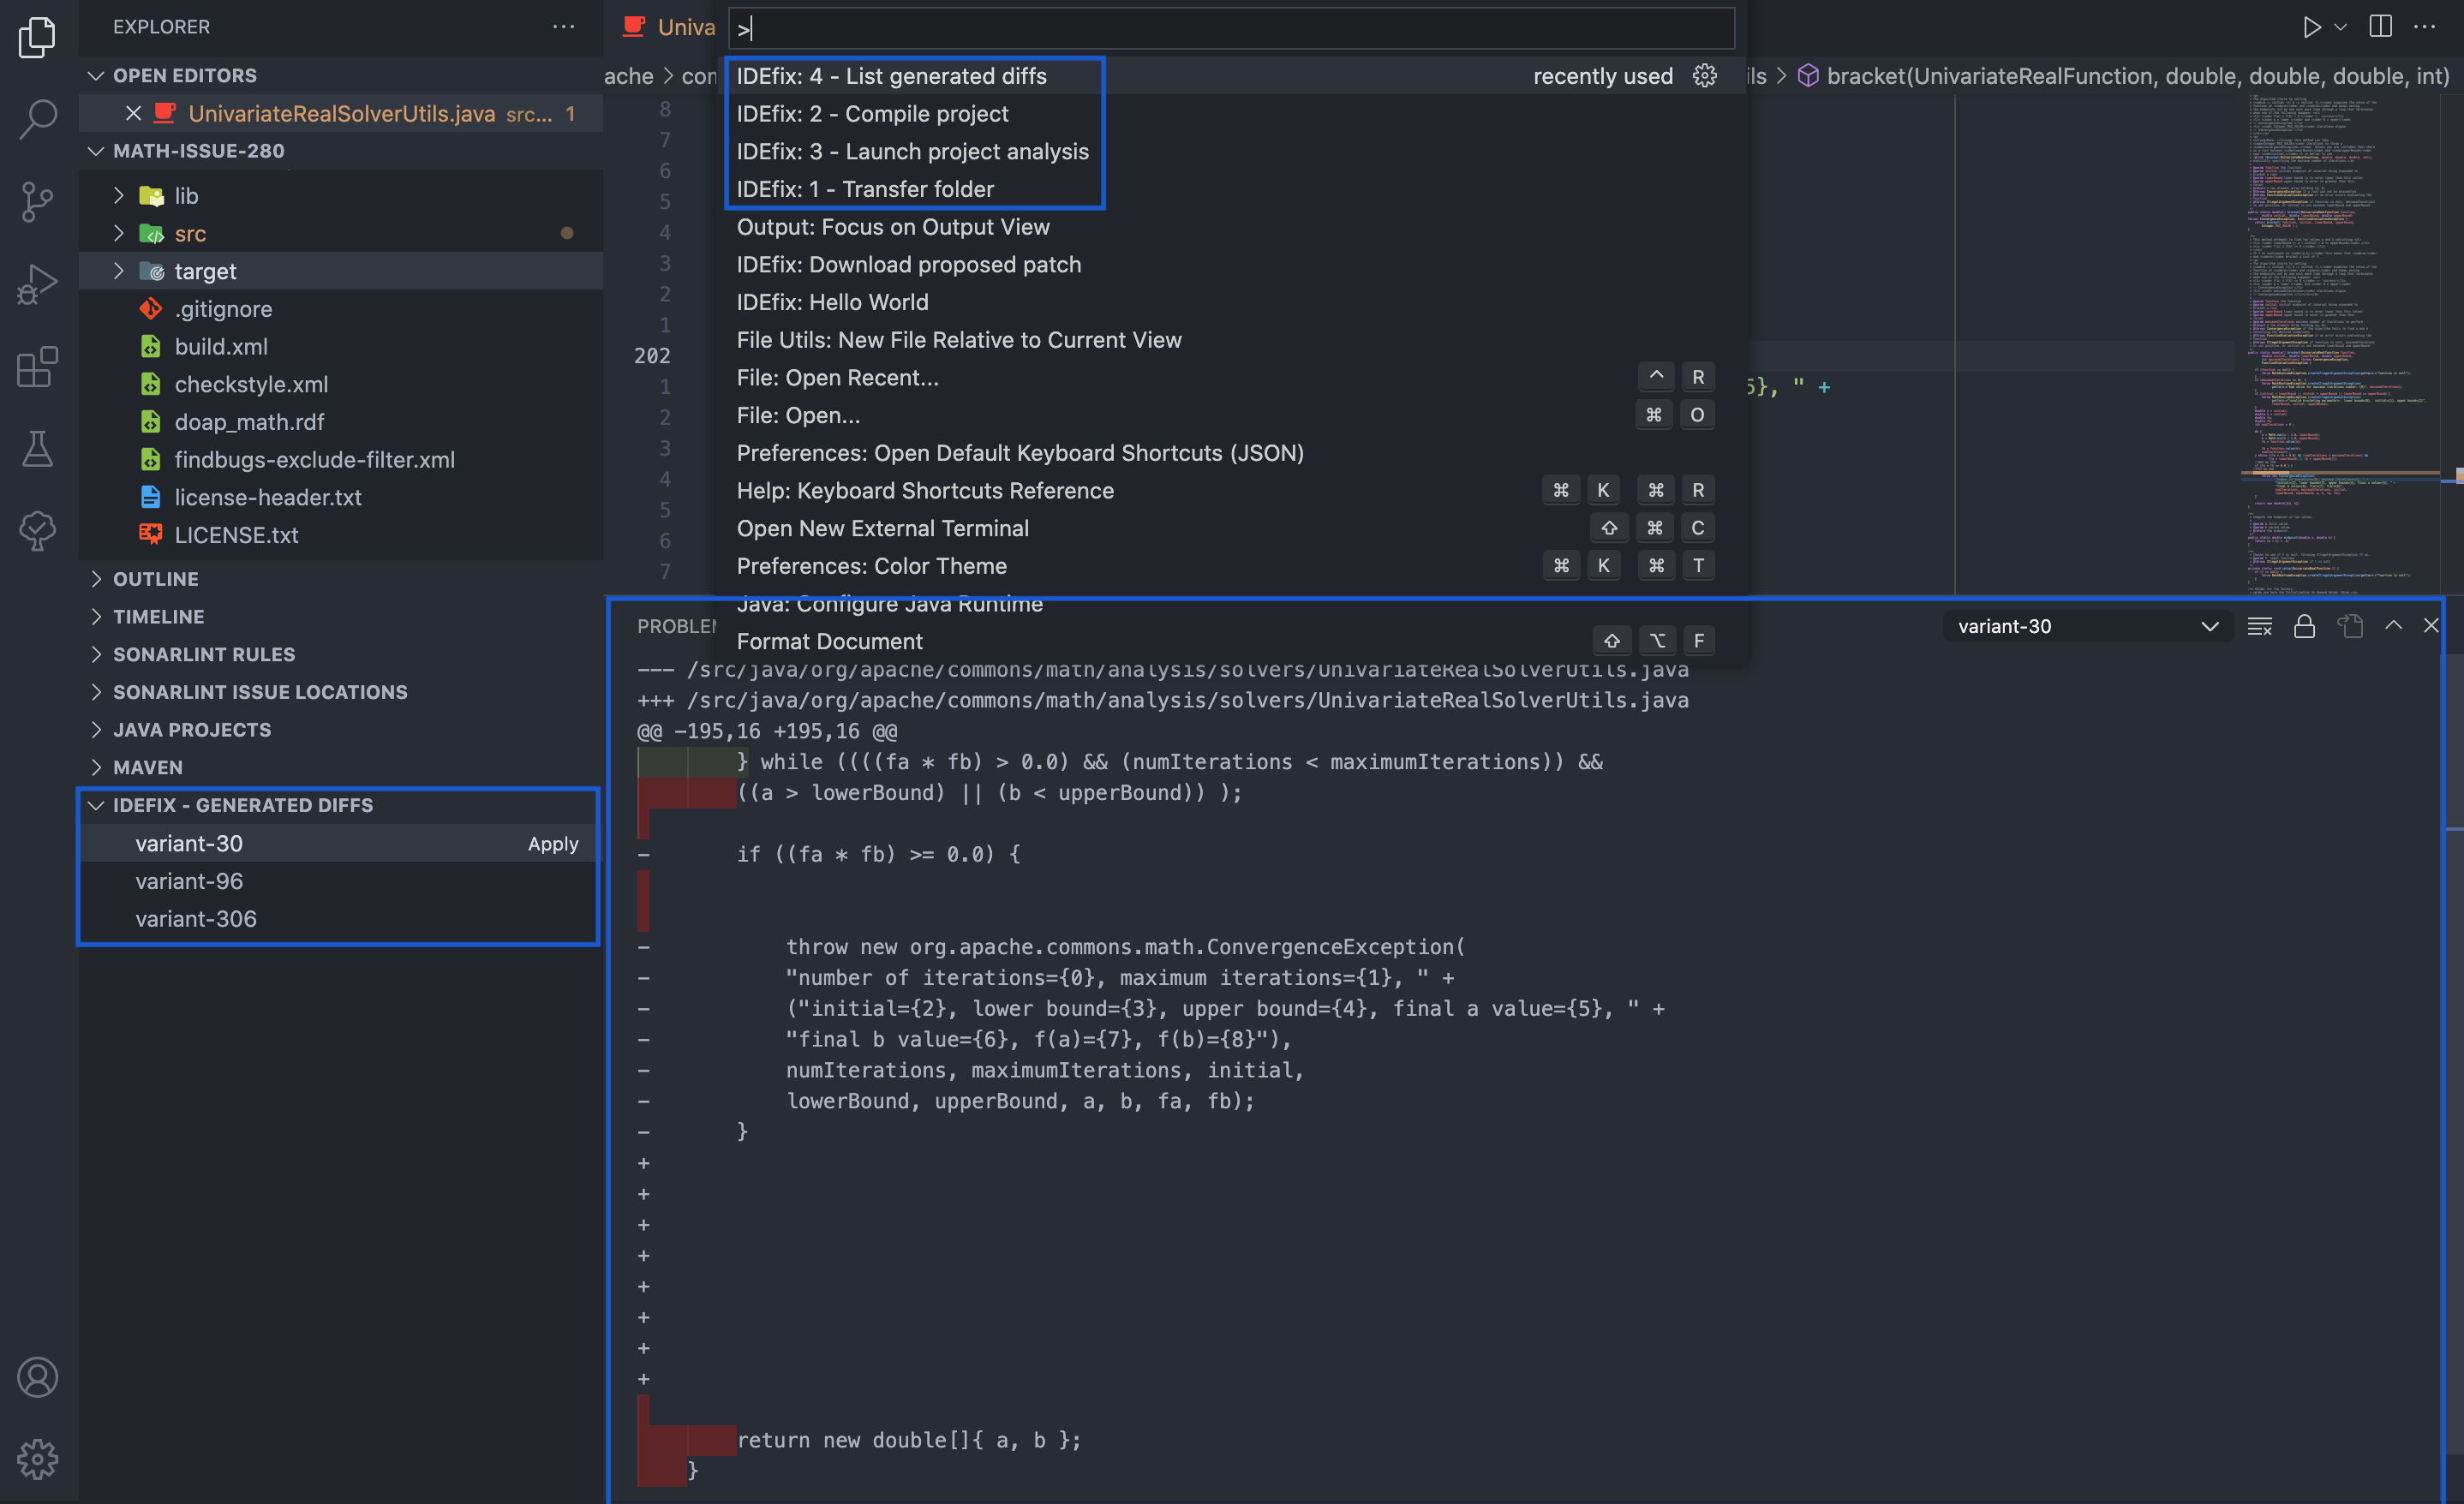 EXPLORER
OPEN EDITORS
UnivariateRealSolverUtils.java src... 1
MATH-ISSUE-280
lib
src
target
.gitignore
build.xml
checkstyle.xml
doap_math.rdf
findbugs-exclude-filter.xml
license-header.txt
LICENSE.txt
OUTLINE
TIMELINE
SONARLINT RULES
SONARLINT ISSUE LOCATIONS
JAVA PROJECTS
MAVEN
IDEFIX - GENERATED DIFFS
variant-30 Apply
variant-96
variant-306
Univa
ache > con
ils > bracket(UnivariateRealFunction, double, double, double, int)
8
7
6
5
4
3
2
1
202
1
2
3
4
5
6
7
5}, " +
>
IDEfix: 4 - List generated diffs recently used
IDEfix: 2 - Compile project
IDEfix: 3 - Launch project analysis
IDEfix: 1 - Transfer folder
Output: Focus on Output View
IDEfix: Download proposed patch
IDEfix: Hello World
File Utils: New File Relative to Current View
File: Open Recent... ⌃ R
File: Open... ⌘ O
Preferences: Open Default Keyboard Shortcuts (JSON)
Help: Keyboard Shortcuts Reference ⌘ K ⌘ R
Open New External Terminal ⇧ ⌘ C
Preferences: Color Theme ⌘ K ⌘ T
Java: Configure Java Runtime
Format Document ⇧ ⌥ F
PROBLEM
variant-30
--- /src/java/org/apache/commons/math/analysis/solvers/UnivariateRealSolverUtils.java
+++ /src/java/org/apache/commons/math/analysis/solvers/UnivariateRealSolverUtils.java
@@ -195,16 +195,16 @@
} while ((((fa * fb) > 0.0) && (numIterations < maximumIterations)) &&
((a > lowerBound) || (b < upperBound)) );
- if ((fa * fb) >= 0.0) {
- throw new org.apache.commons.math.ConvergenceException(
- "number of iterations={0}, maximum iterations={1}, " +
- ("initial={2}, lower bound={3}, upper bound={4}, final a value={5}, " +
- "final b value={6}, f(a)={7}, f(b)={8}"),
- numIterations, maximumIterations, initial,
- lowerBound, upperBound, a, b, fa, fb);
- }
+
+
+
+
+
+
+
+
return new double[]{ a, b };
}